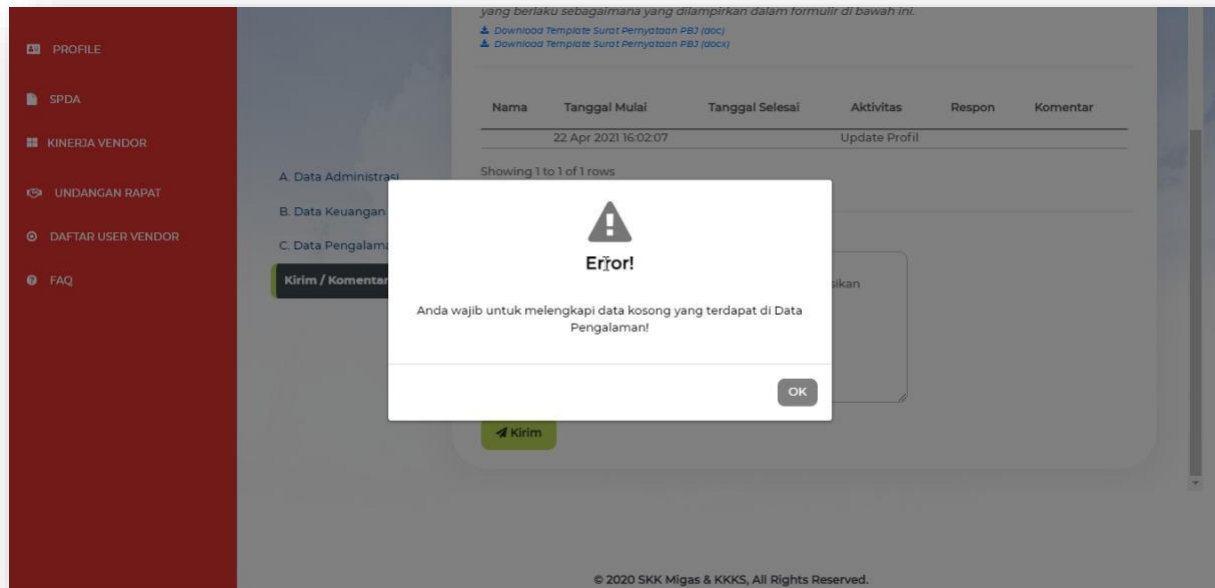 yang berlaku sebagaimana yang dilampirkan dalam formulir di bawah ini.
Download Template Surat Pernyataan PBJ (doc)
Download Template Surat Pernyataan PBJ (docx)
PROFILE
SPDA
KINERJA VENDOR
UNDANGAN RAPAT
DAFTAR USER VENDOR
FAQ
Nama Tanggal Mulai Tanggal Selesai Aktivitas Respon Komentar
22 Apr 2021 16:02:07 Update Profil
Showing 1 to 1 of 1 rows
A. Data Administrasi
B. Data Keuangan
C. Data Pengalama
Kirim / Komentar
Error!
Anda wajib untuk melengkapi data kosong yang terdapat di Data
Pengalaman!
OK
Kirim
© 2020 SKK Migas & KKKS, All Rights Reserved.